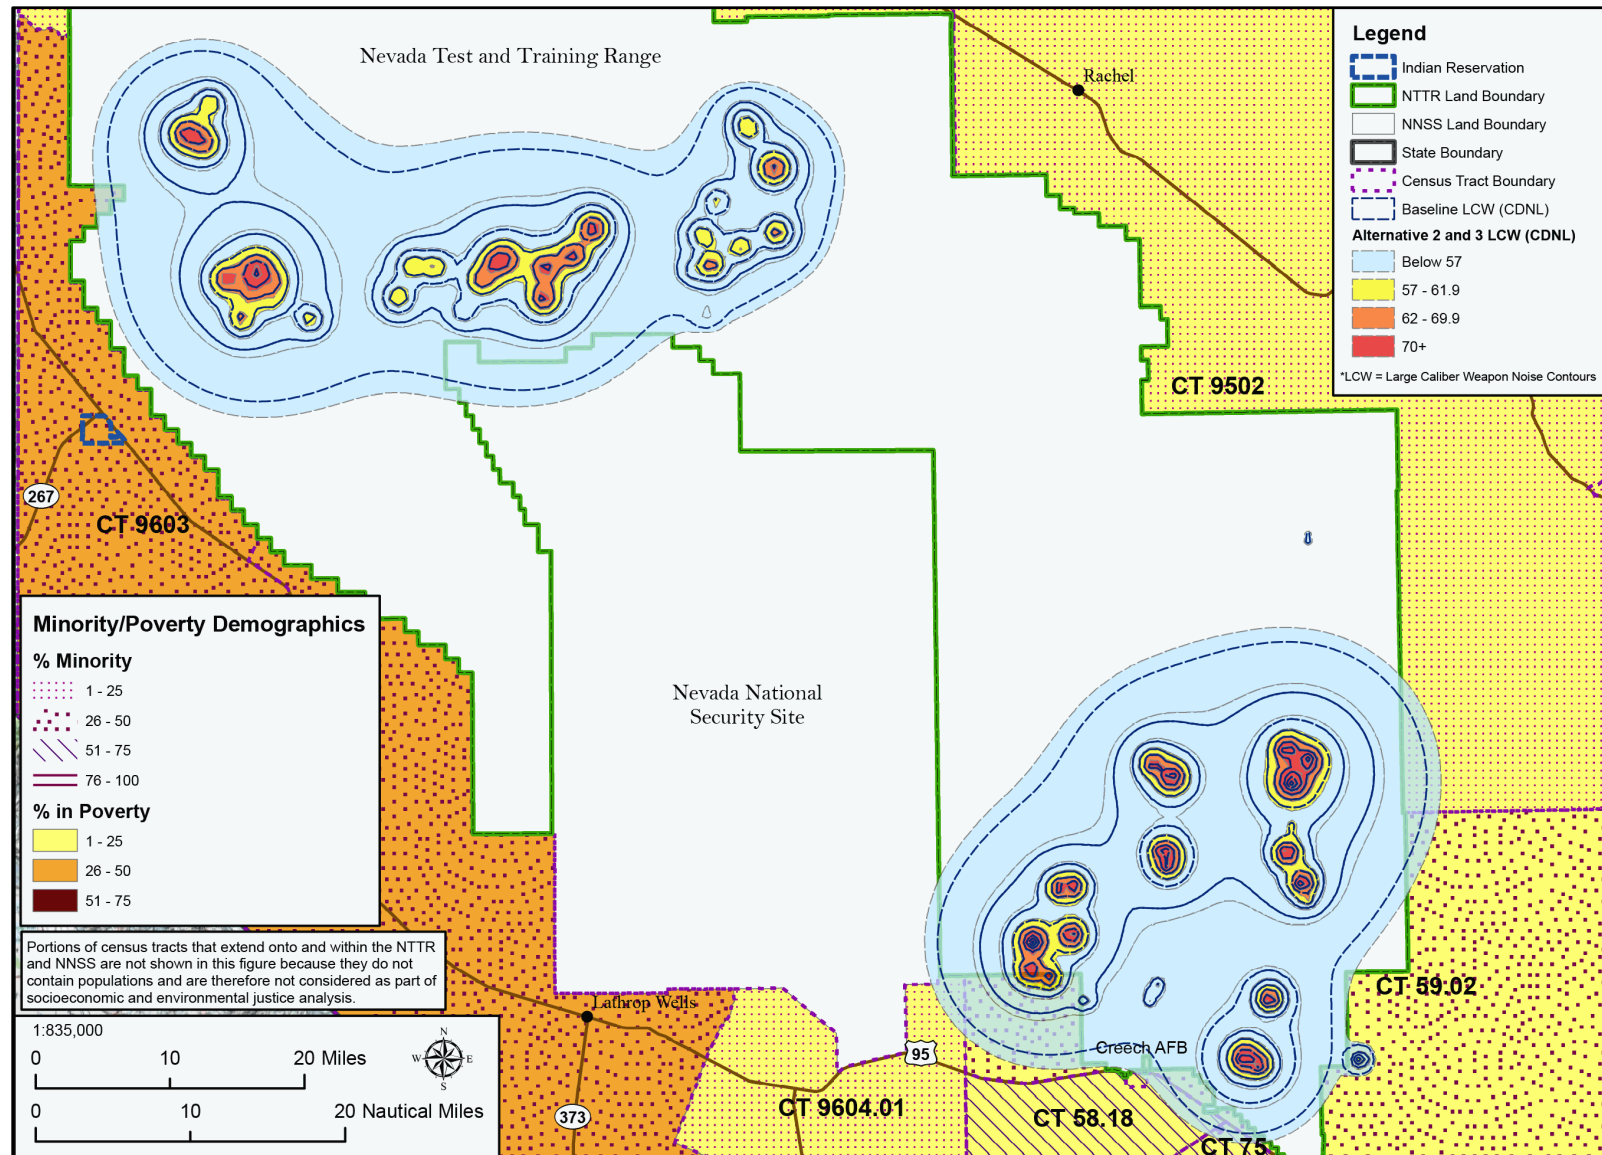 Nevada Test and Training Range
Rachel
Legend
Indian Reservation
NTTR Land Boundary
NNSS Land Boundary
State Boundary
Census Tract Boundary
Baseline LCW (CDNL)
Alternative 2 and 3 LCW (CDNL)
Below 57
57 - 61.9
62 - 69.9
70+
*LCW = Large Caliber Weapon Noise Contours
CT 9502
267
CT 9603
Minority/Poverty Demographics
% Minority
1 - 25
26 - 50
51 - 75
76 - 100
% in Poverty
1 - 25
26 - 50
51 - 75
Nevada National
Security Site
Portions of census tracts that extend onto and within the NTTR
and NNSS are not shown in this figure because they do not
contain populations and are therefore not considered as part of
socioeconomic and environmental justice analysis.
CT 59.02
Lathrop Wells
1:835,000
0 10 20 Miles
0 10 20 Nautical Miles
N
W E
S
95
Creech AFB
373
CT 9604.01
CT 58.18
CT 75